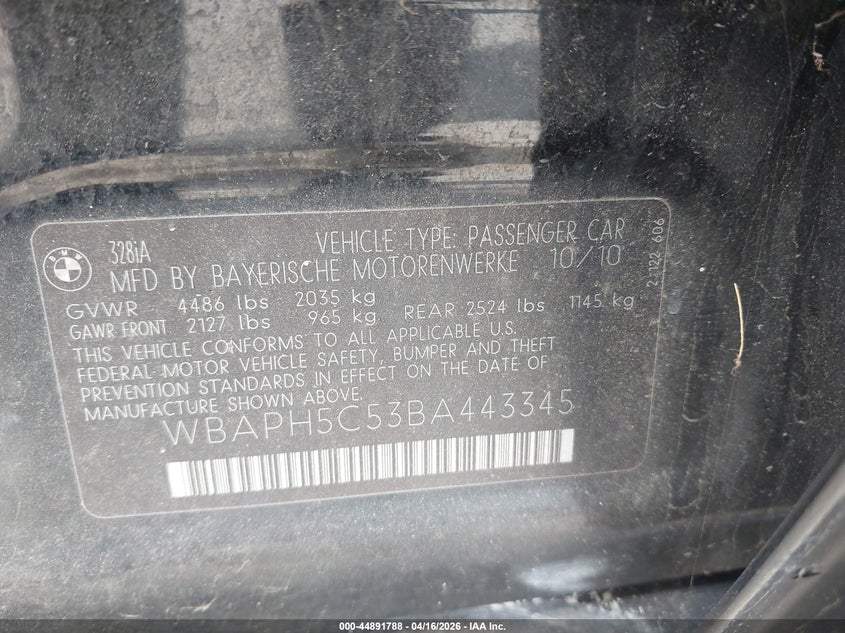 BMW
328iA VEHICLE TYPE: PASSENGER CAR
MFD BY BAYERISCHE MOTORENWERKE 10/10
GVWR 4486 lbs 2035 kg
GAWR FRONT 2127 lbs 965 kg REAR 2524 lbs 1145 kg
THIS VEHICLE CONFORMS TO ALL APPLICABLE U.S.
FEDERAL MOTOR VEHICLE SAFETY, BUMPER AND THEFT
PREVENTION STANDARDS IN EFFECT ON THE DATE OF
MANUFACTURE SHOWN ABOVE.
WBAPH5C53BA443345
2 122 606
000-44891788 - 04/16/2026 - IAA Inc.